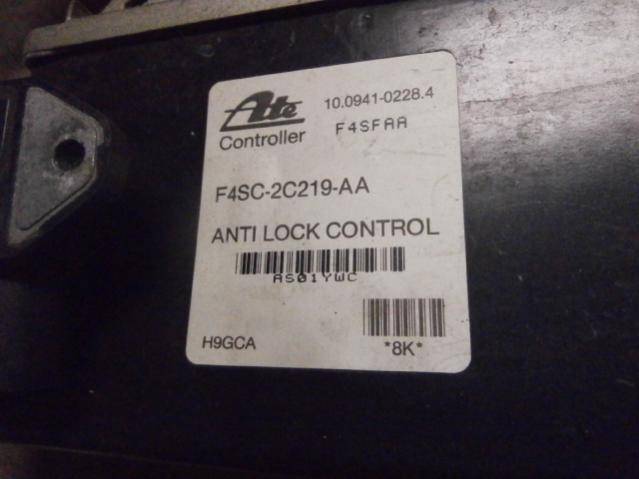 Ate 10.0941-0228.4
Controller F4SFAA
F4SC-2C219-AA
ANTI LOCK CONTROL
AS01YWC
H9GCA *8K*